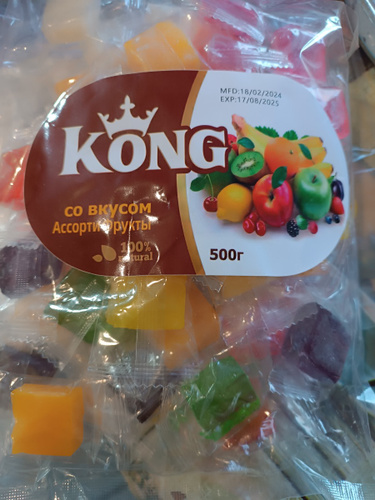 MFD:18/02/2024
EXP:17/08/2025
KONG
со вкусом
Ассорти Фрукты
100%
natural
500г